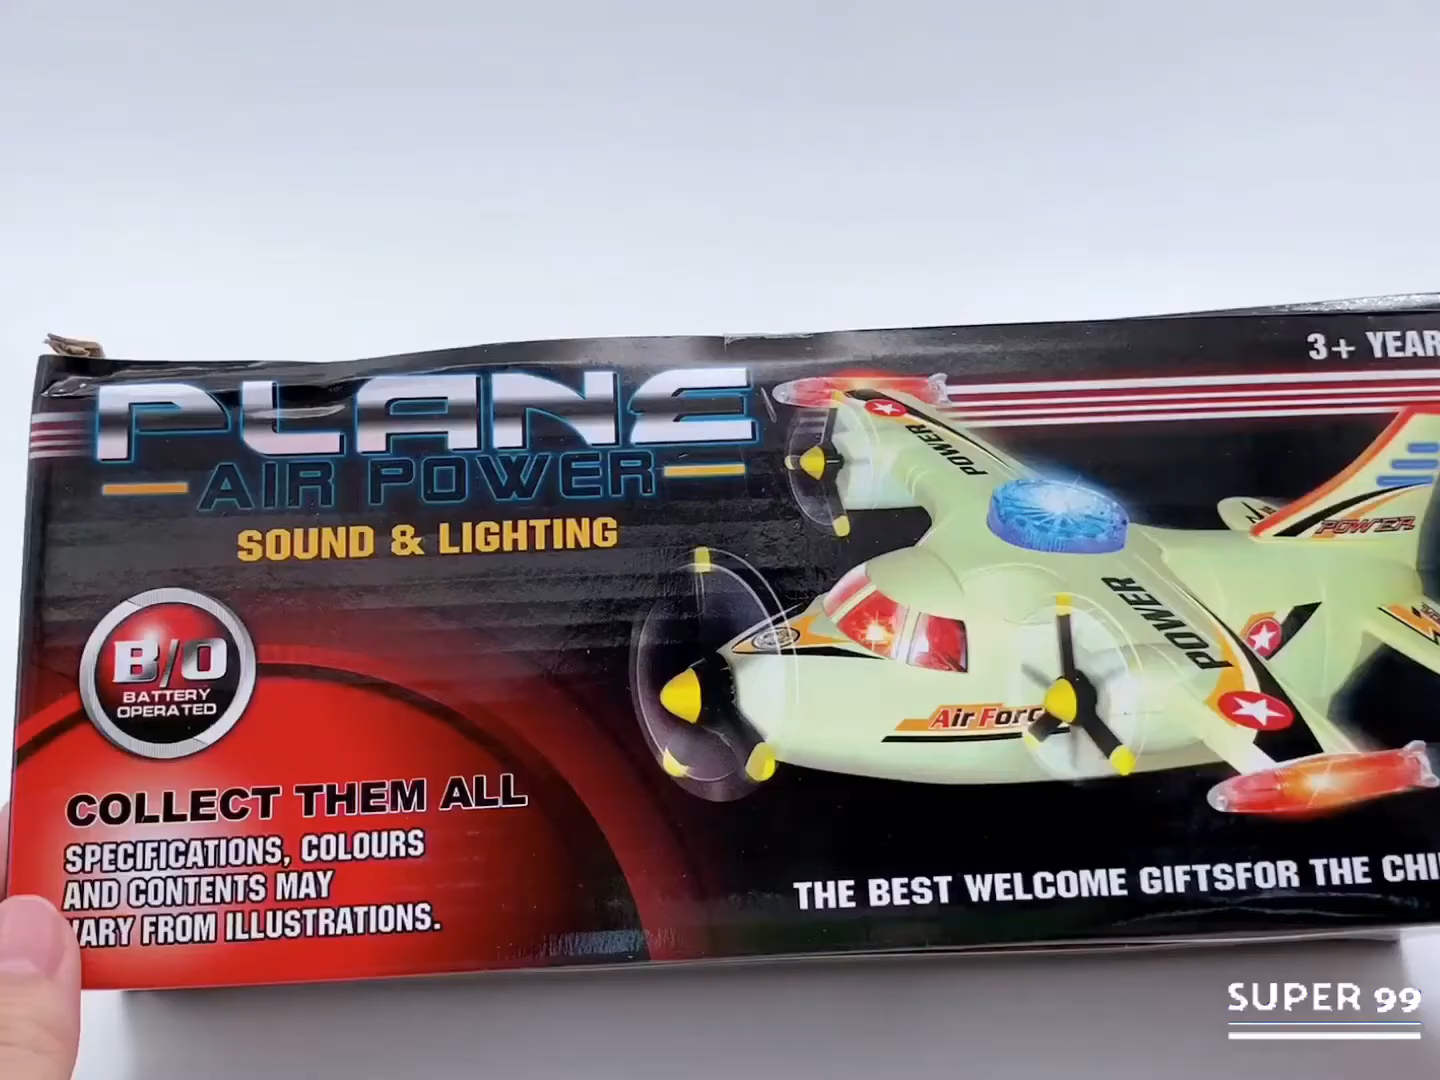 3+ YEAR
PLANE
AIR POWER
SOUND & LIGHTING
POWER
POWER
POWER
B/O
BATTERY
OPERATED
Air Forc
COLLECT THEM ALL
SPECIFICATIONS, COLOURS
AND CONTENTS MAY
VARY FROM ILLUSTRATIONS.
THE BEST WELCOME GIFTSFOR THE CHI
SUPER 99